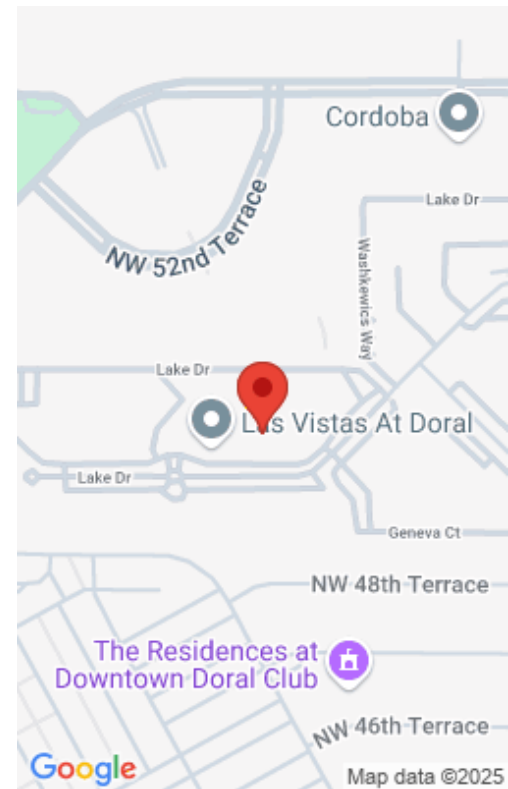 Cordoba
Lake Dr
NW 52nd Terrace
Washkewics Way
Lake Dr
Las Vistas At Doral
Lake Dr
Geneva Ct
NW 48th Terrace
The Residences at
Downtown Doral Club
NW 46th Terrace
Google
Map data ©2025